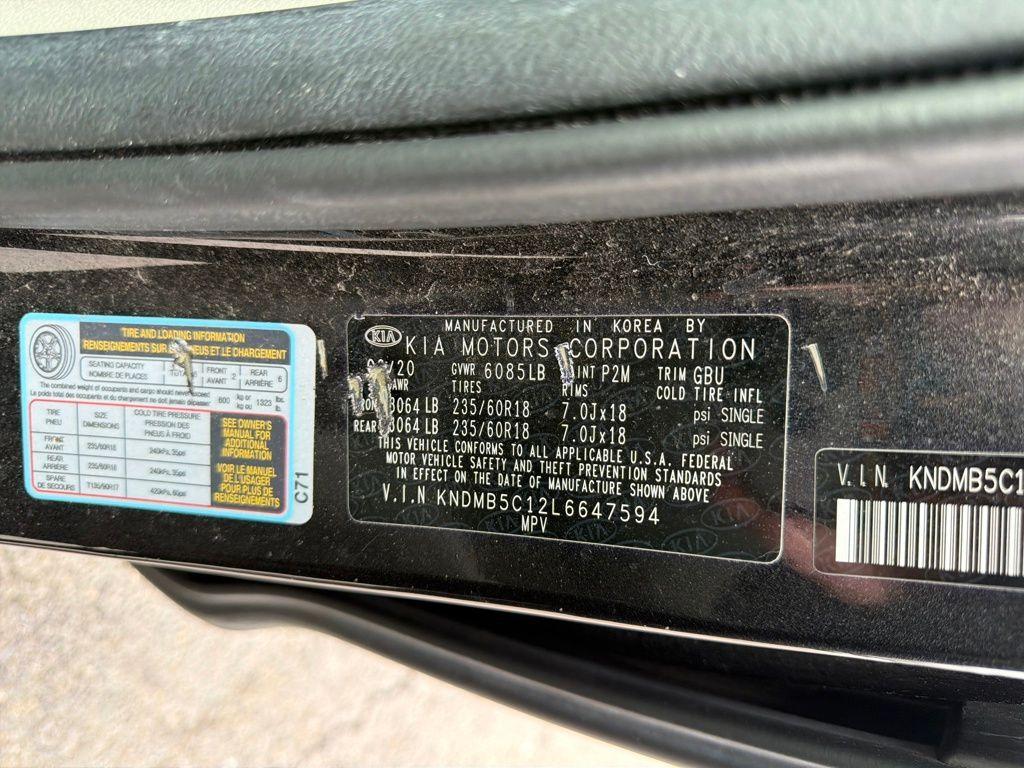 TIRE AND LOADING INFORMATION
RENSEIGNEMENTS SUR LE CHARGEMENT
SEATING CAPACITY
NOMBRE DE PLACES
FRONT
AVANT 2
REAR
ARRIÈRE 6
The combined weight of occupants and cargo should never exceed
Le poids total des occupants et du chargement ne doit jamais dépasser
600 kg or
kg ou 1323 lbs.
lb.
TIRE
PNEU
SIZE
DIMENSIONS
COLD TIRE PRESSURE
PRESSION DES
PNEUS À FROID
FRONT
AVANT 235/60R18 240kPa, 35psi
REAR
ARRIÈRE 235/60R18 240kPa, 35psi
SPARE
DE SECOURS T135/90R17 420kPa, 60psi
SEE OWNER'S
MANUAL FOR
ADDITIONAL
INFORMATION
VOIR LE MANUEL
DE L'USAGER
POUR PLUS DE
RENSEIGNEMENTS
C71
KIA
MANUFACTURED IN KOREA BY
KIA MOTORS CORPORATION
/20 GVWR 6085LB P2M TRIM GBU
TIRES RIMS COLD TIRE INFL
3064 LB 235/60R18 7.0Jx18 psi SINGLE
REAR 3064 LB 235/60R18 7.0Jx18 psi SINGLE
THIS VEHICLE CONFORMS TO ALL APPLICABLE U.S.A. FEDERAL
MOTOR VEHICLE SAFETY AND THEFT PREVENTION STANDARDS
IN EFFECT ON THE DATE OF MANUFACTURE SHOWN ABOVE
V.I.N KNDMB5C12L6647594
MPV
V.I.N. KNDMB5C1